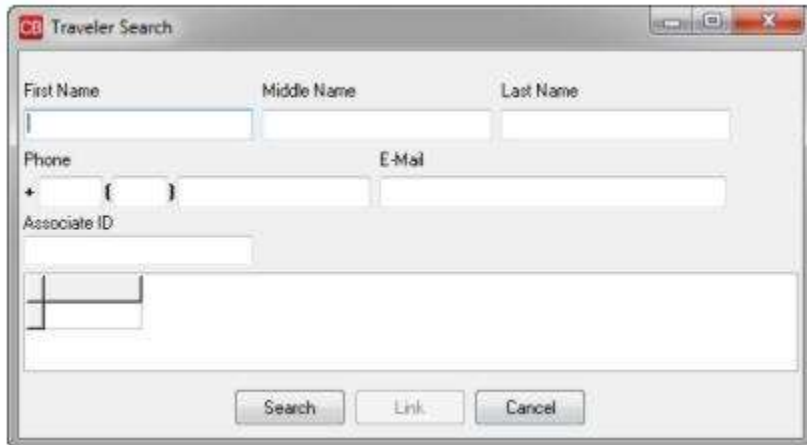 CB Traveler Search
First Name Middle Name Last Name
Phone E-Mail
+ ( )
Associate ID
Search Link Cancel